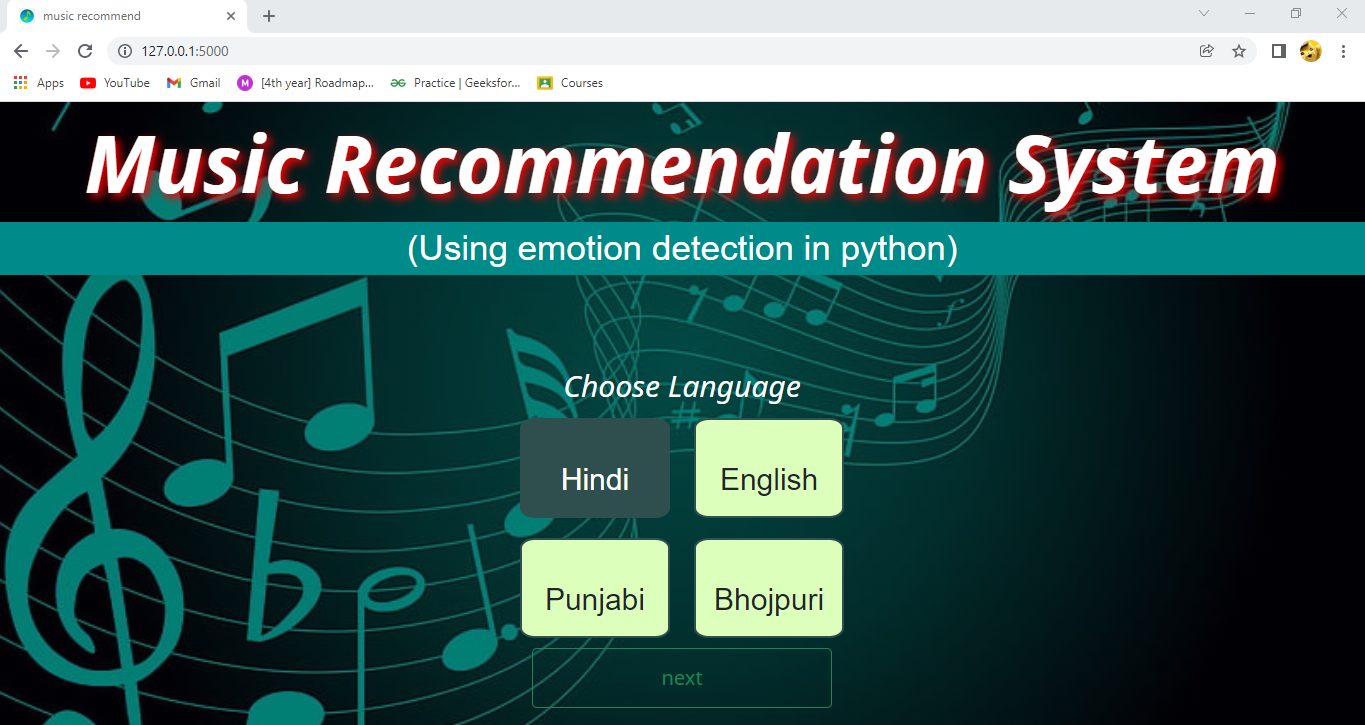 music recommend
127.0.0.1:5000
Apps YouTube Gmail M [4th year] Roadmap... Practice | Geeksfor... Courses
Music Recommendation System
(Using emotion detection in python)
Choose Language
Hindi English
Punjabi Bhojpuri
next